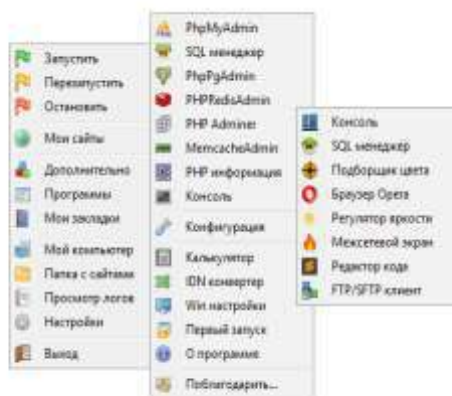 Запустить
Перезапустить
Остановить
Мои сайты
Дополнительно
Программы
Мои закладки
Мой компьютер
Папка с сайтами
Просмотр логов
Настройки
Выход
PhpMyAdmin
SQL менеджер
PhpPgAdmin
PHPRedisAdmin
PHP Adminer
MemcacheAdmin
PHP информация
Консоль
Конфигурация
Калькулятор
IDN конвертер
Win настройки
Первый запуск
О программе
Поблагодарить...
Консоль
SQL менеджер
Подборщик цвета
Браузер Opera
Регулятор яркости
Межсетевой экран
Редактор кода
FTP/SFTP клиент